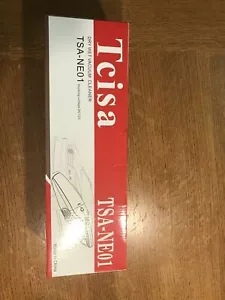 Tcisa
DRY WET VACUUM CLEANER
TSA-NE01
TSA-NE01